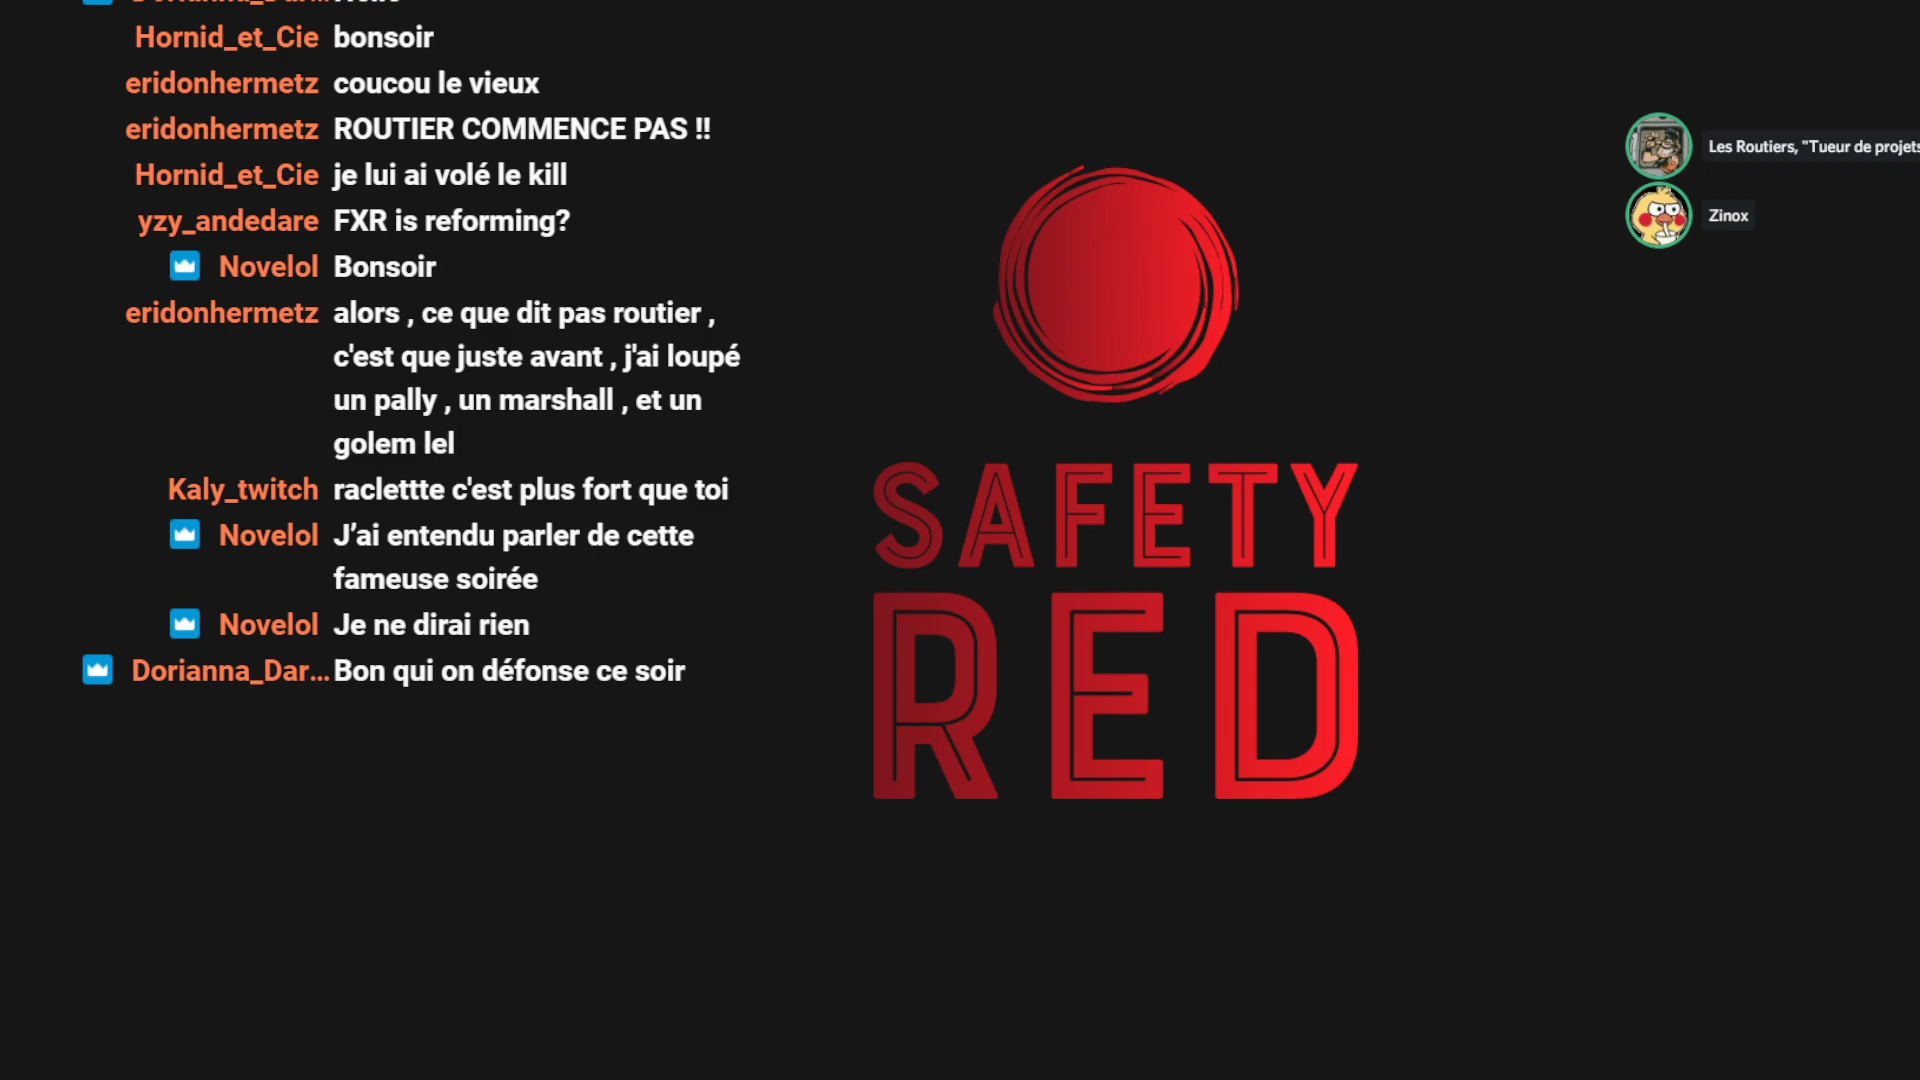 Hornid_et_Cie bonsoir
eridonhermetz coucou le vieux
eridonhermetz ROUTIER COMMENCE PAS !!
Hornid_et_Cie je lui ai volé le kill
yzy_andedare FXR is reforming?
Novelol Bonsoir
eridonhermetz alors , ce que dit pas routier ,
c'est que juste avant , j'ai loupé
un pally , un marshall , et un
golem lel
Kaly_twitch raclettte c'est plus fort que toi
Novelol J’ai entendu parler de cette
fameuse soirée
Novelol Je ne dirai rien
Dorianna_Dar... Bon qui on défonse ce soir
SAFETY
RED
Les Routiers, "Tueur de projets
Zinox